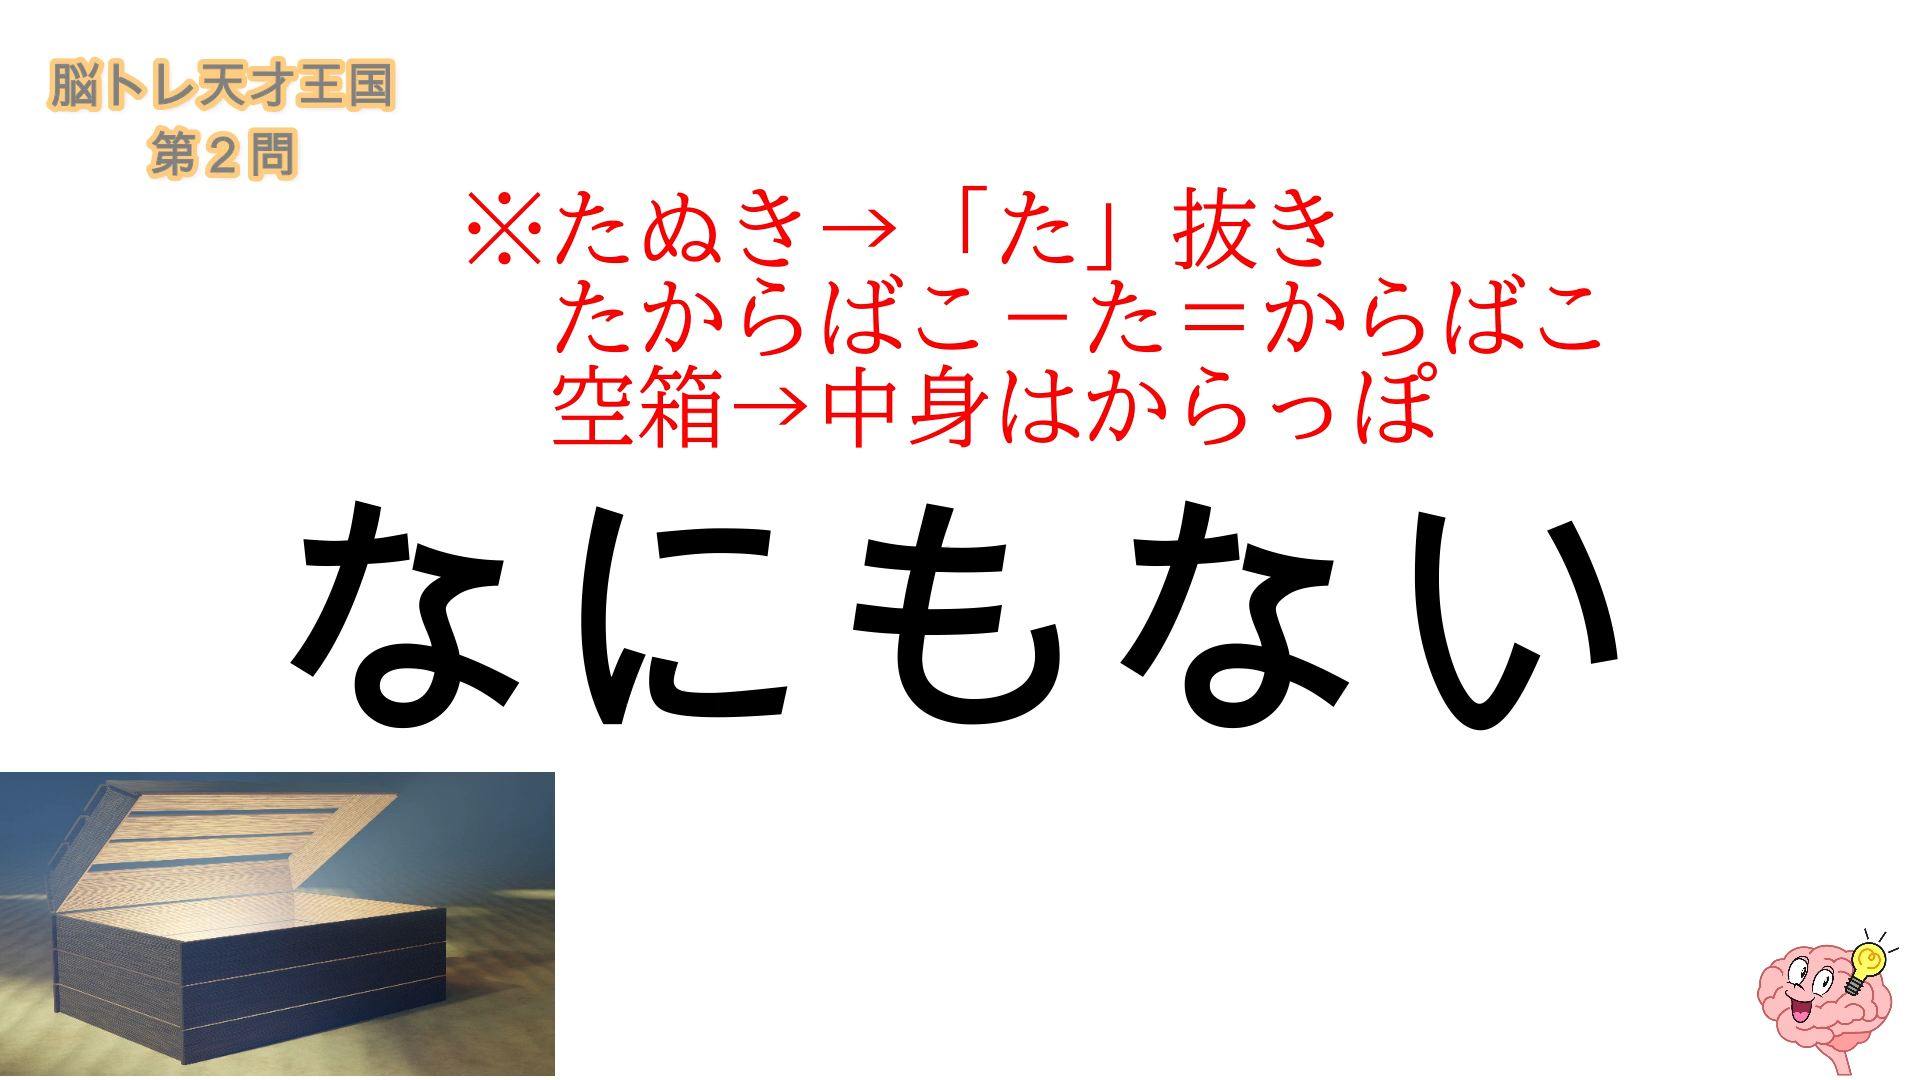 脳トレ天才王国
第２問
※たぬき→「た」抜き
たからばこ－た＝からばこ
空箱→中身はからっぽ
なにもない